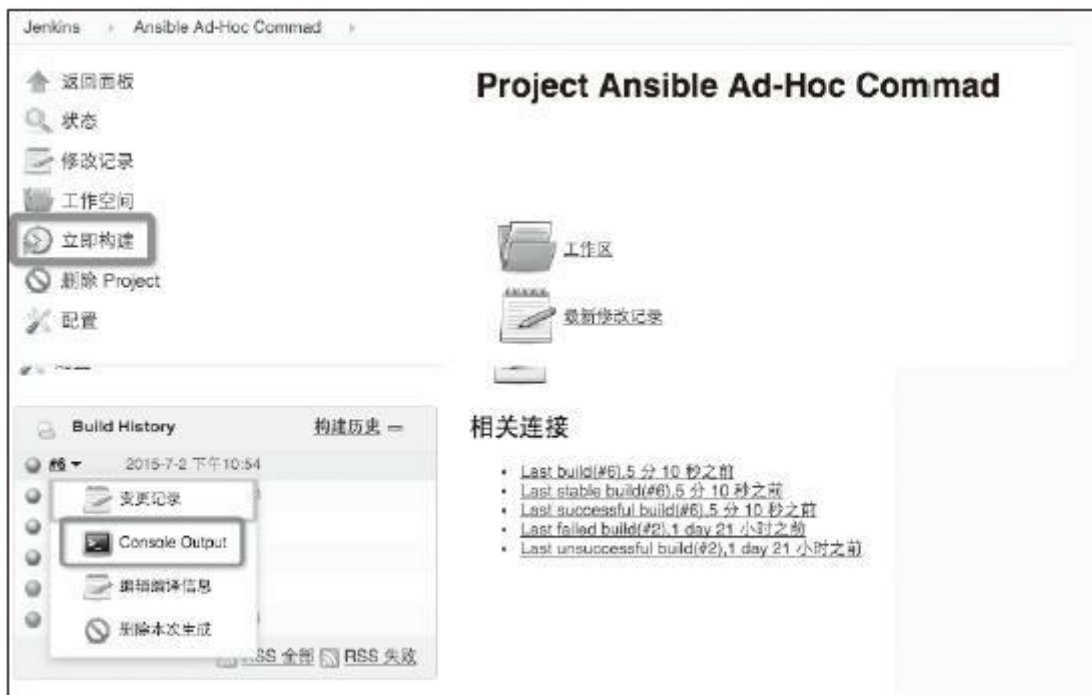 Jenkins Ansible Ad-Hoc Commad
返回面板
状态
修改记录
工作空间
立即构建
删除 Project
配置
Project Ansible Ad-Hoc Commad
工作区
最新修改记录
Build History 构建历史
#6 2015-7-2 下午10:54
变更记录
Console Output
编辑编译信息
删除本次生成
RSS 全部 RSS 失败
相关连接
Last build(#6),5 分 10 秒之前
Last stable build(#6),5 分 10 秒之前
Last successful build(#6),5 分 10 秒之前
Last failed build(#2),1 day 21 小时之前
Last unsuccessful build(#2),1 day 21 小时之前